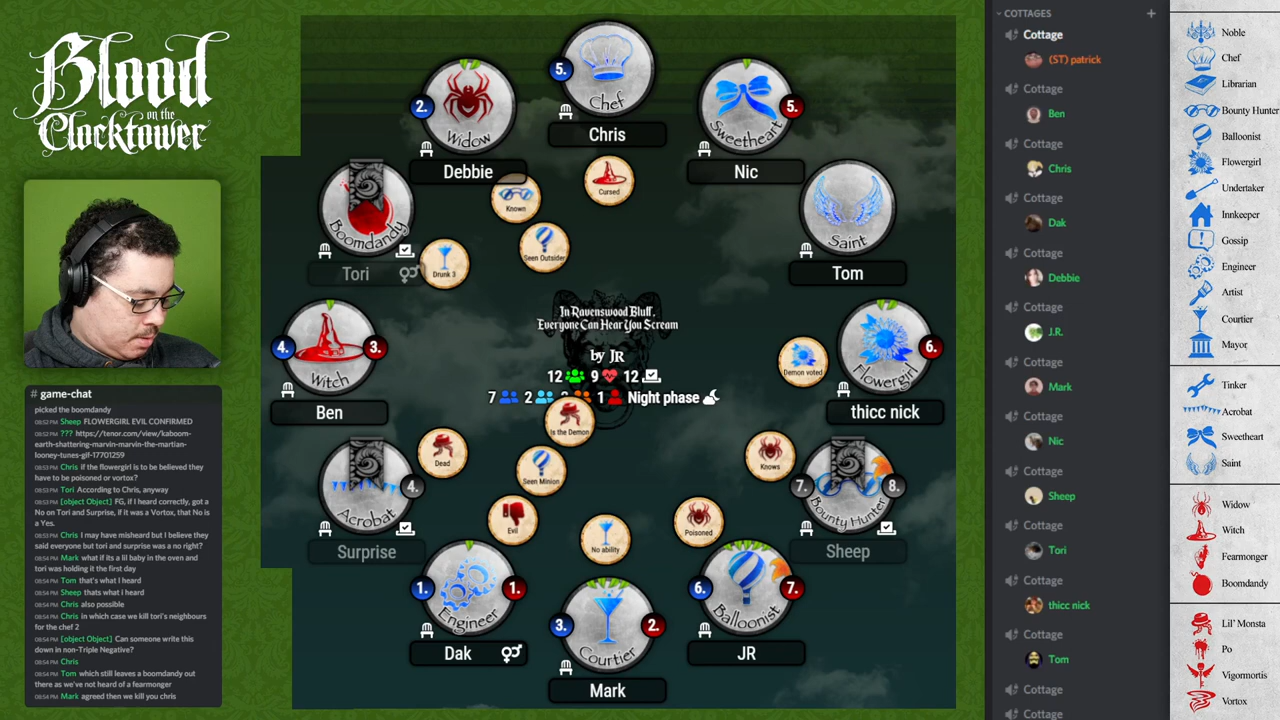 Blood
on the
Clocktower
# game-chat
picked the boomdandy
08:52 PM Sheep FLOWERGIRL EVIL CONFIRMED
08:52 PM ??? https://tenor.com/view/kaboom-
earth-shattering-marvin-marvin-the-martian-
looney-tunes-gif-17701259
08:53 PM Chris if the flowergirl is to be believed they
have to be poisoned or vortox?
08:53 PM Tori According to Chris, anyway
08:53 PM [object Object] FG, if I heard correctly, got a
No on Tori and Surprise, if it was a Vortox, that No is
a Yes.
08:53 PM Chris I may have misheard but I believe they
said everyone but tori and surprise was a no right?
08:54 PM Mark what if its a lil baby in the oven and
tori was holding it the first day
08:54 PM Tom that's what I heard
08:54 PM Sheep thats what i heard
08:54 PM Chris also possible
08:54 PM Chris in which case we kill tori's neighbours
for the chef 2
08:54 PM [object Object] Can someone write this
down in non-Triple Negative?
08:54 PM Chris
08:54 PM Tom which still leaves a boomdandy out
there as we've not heard of a fearmonger
08:54 PM Mark agreed then we kill you chris
5.
Chef
Chris
Cursed
2.
Widow
Debbie
Known
5.
Sweetheart
Nic
Saint
Tom
Boomdandy
Tori
Drunk 3
Seen Outsider
In Ravenswood Bluff,
Everyone Can Hear You Scream
by JR
12 9 12
7 2 1 Night phase
4.
3.
Witch
Ben
6.
Flowergirl
thicc nick
Demon voted
Is the Demon
Dead
Seen Minion
Knows
4.
Acrobat
Surprise
7.
8.
Bounty Hunter
Sheep
Evil
No ability
Poisoned
1.
1.
Engineer
Dak
3.
2.
Courtier
Mark
6.
7.
Balloonist
JR
COTTAGES
Cottage
(ST) patrick
Cottage
Ben
Cottage
Chris
Cottage
Dak
Cottage
Debbie
Cottage
J.R.
Cottage
Mark
Cottage
Nic
Cottage
Sheep
Cottage
Tori
Cottage
thicc nick
Cottage
Tom
Cottage
Cottage
Noble
Chef
Librarian
Bounty Hunter
Balloonist
Flowergirl
Undertaker
Innkeeper
Gossip
Engineer
Artist
Courtier
Mayor
Tinker
Acrobat
Sweetheart
Saint
Widow
Witch
Fearmonger
Boomdandy
Lil' Monsta
Po
Vigormortis
Vortox